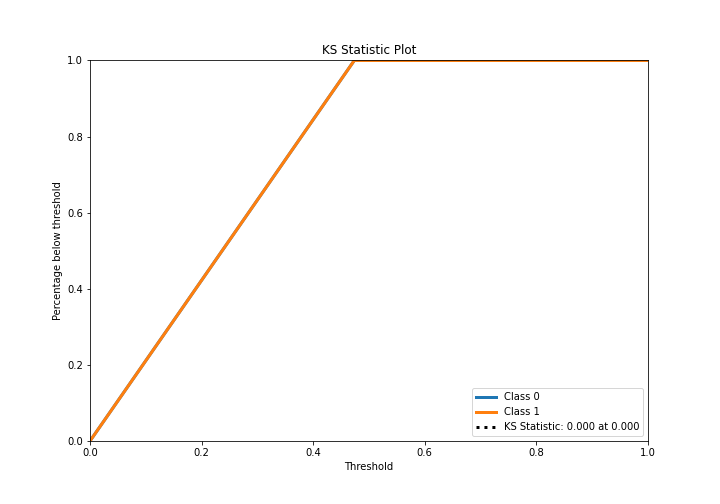 KS Statistic Plot
1.0
0.8
0.6
0.4
0.2
0.0
Percentage below threshold
0.0 0.2 0.4 0.6 0.8 1.0
Threshold
Class 0
Class 1
KS Statistic: 0.000 at 0.000